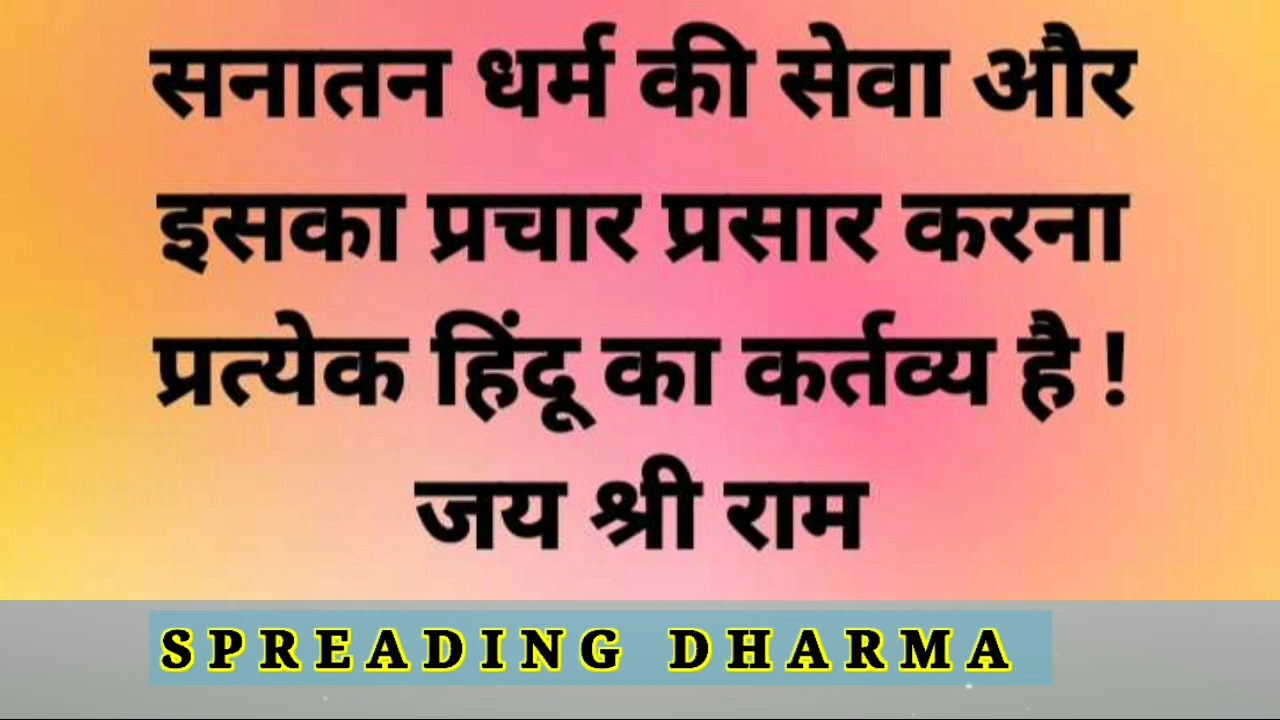 सनातन धर्म की सेवा और
इसका प्रचार प्रसार करना
प्रत्येक हिंदू का कर्तव्य है !
जय श्री राम
SPREADING DHARMA